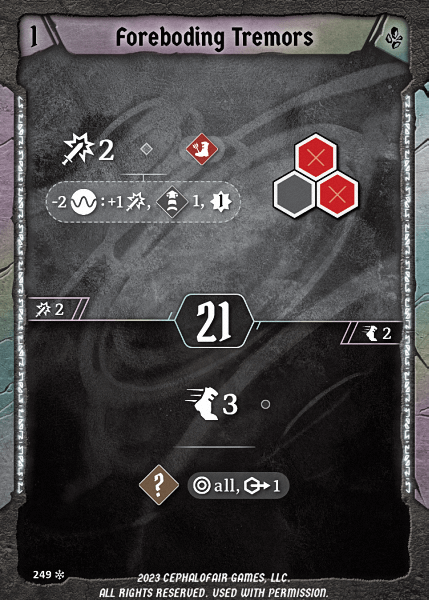 1 Foreboding Tremors
2
-2 : +1 , 1, 1
2
21
2
3
? all, 1
249
2023 CEPHALOFAIR GAMES, LLC.
ALL RIGHTS RESERVED. USED WITH PERMISSION.